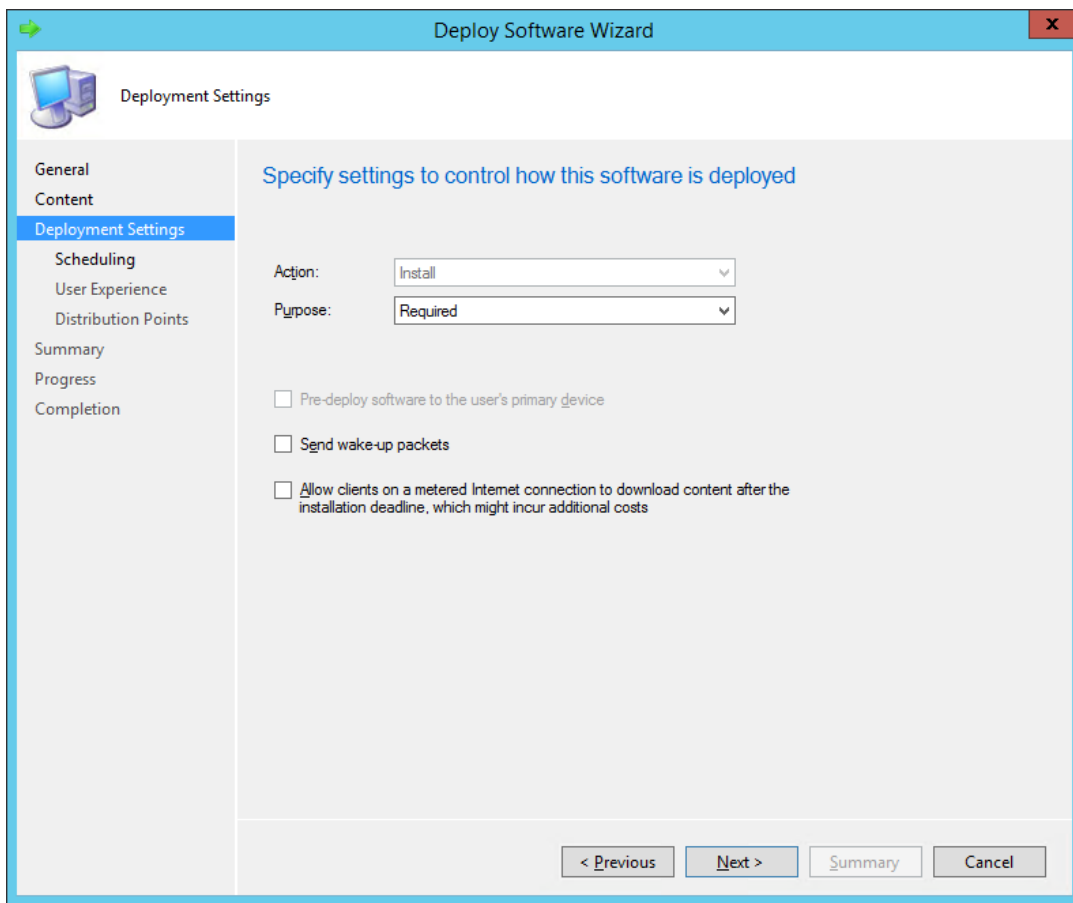 Deploy Software Wizard
x
Deployment Settings
General
Content
Deployment Settings
Scheduling
User Experience
Distribution Points
Summary
Progress
Completion
Specify settings to control how this software is deployed
Action:
Install
Purpose:
Required
Pre-deploy software to the user's primary device
Send wake-up packets
Allow clients on a metered Internet connection to download content after the
installation deadline, which might incur additional costs
< Previous
Next >
Summary
Cancel